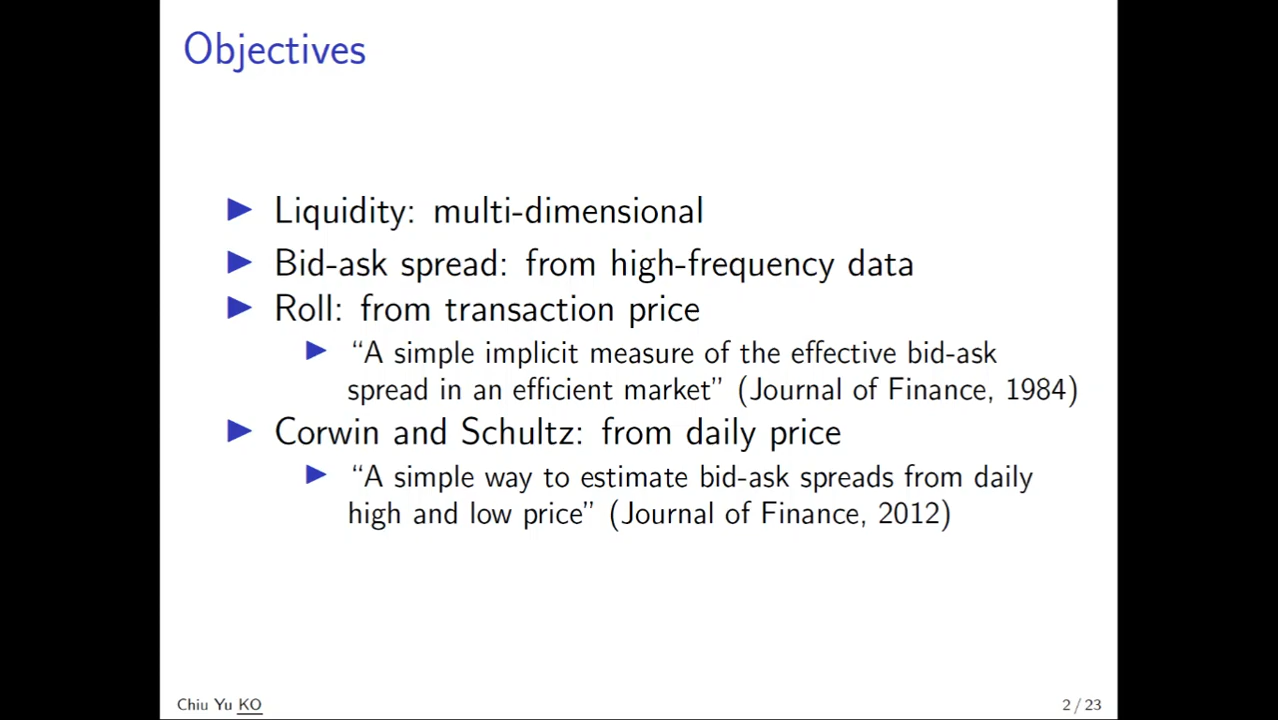 Objectives
Liquidity: multi-dimensional
Bid-ask spread: from high-frequency data
Roll: from transaction price
“A simple implicit measure of the effective bid-ask
spread in an efficient market” (Journal of Finance, 1984)
Corwin and Schultz: from daily price
“A simple way to estimate bid-ask spreads from daily
high and low price” (Journal of Finance, 2012)
Chiu Yu KO
2 / 23